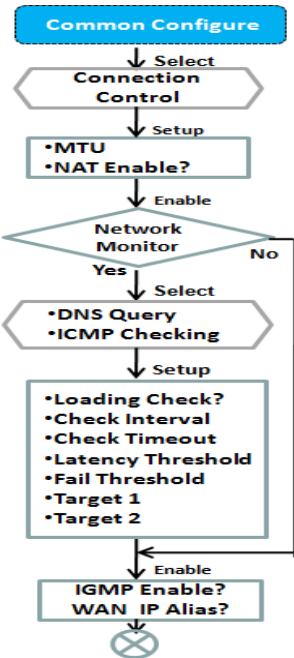 Common Configure
Select
Connection
Control
Setup
•MTU
•NAT Enable?
Enable
Network
Monitor
No
Yes
Select
•DNS Query
•ICMP Checking
Setup
•Loading Check?
•Check Interval
•Check Timeout
•Latency Threshold
•Fail Threshold
•Target 1
•Target 2
Enable
IGMP Enable?
WAN IP Alias?